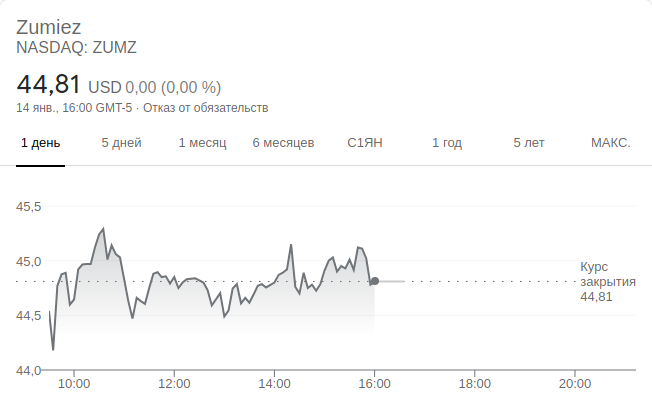 Zumiez
NASDAQ: ZUMZ
44,81 USD 0,00 (0,00 %)
14 янв., 16:00 GMT-5 · Отказ от обязательств
1 день 5 дней 1 месяц 6 месяцев С1ЯН 1 год 5 лет МАКС.
45,5
45,0
Курс
закрытия
44,81
44,5
44,0
10:00 12:00 14:00 16:00 18:00 20:00